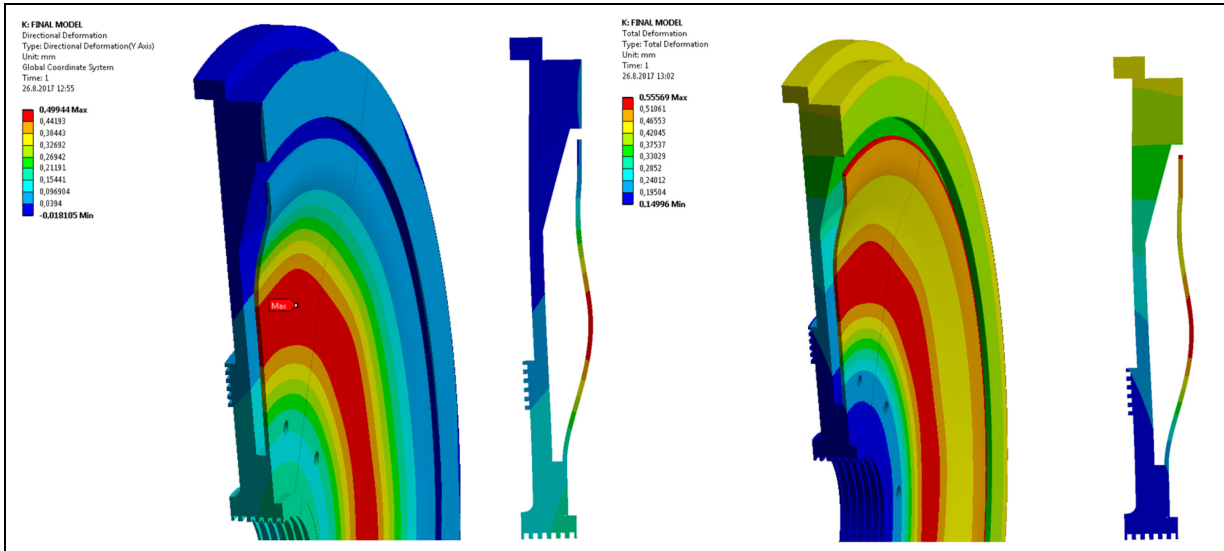 K: FINAL MODEL
Directional Deformation
Type: Directional Deformation(Y Axis)
Unit: mm
Global Coordinate System
Time: 1
26.8.2017 12:55
0,49944 Max
0,44193
0,38443
0,32692
0,26942
0,21191
0,15441
0,096904
0,0394
-0,018105 Min
Max
K: FINAL MODEL
Total Deformation
Type: Total Deformation
Unit: mm
Time: 1
26.8.2017 13:02
0,55569 Max
0,51061
0,46553
0,42045
0,37537
0,33029
0,2852
0,24012
0,19504
0,14996 Min